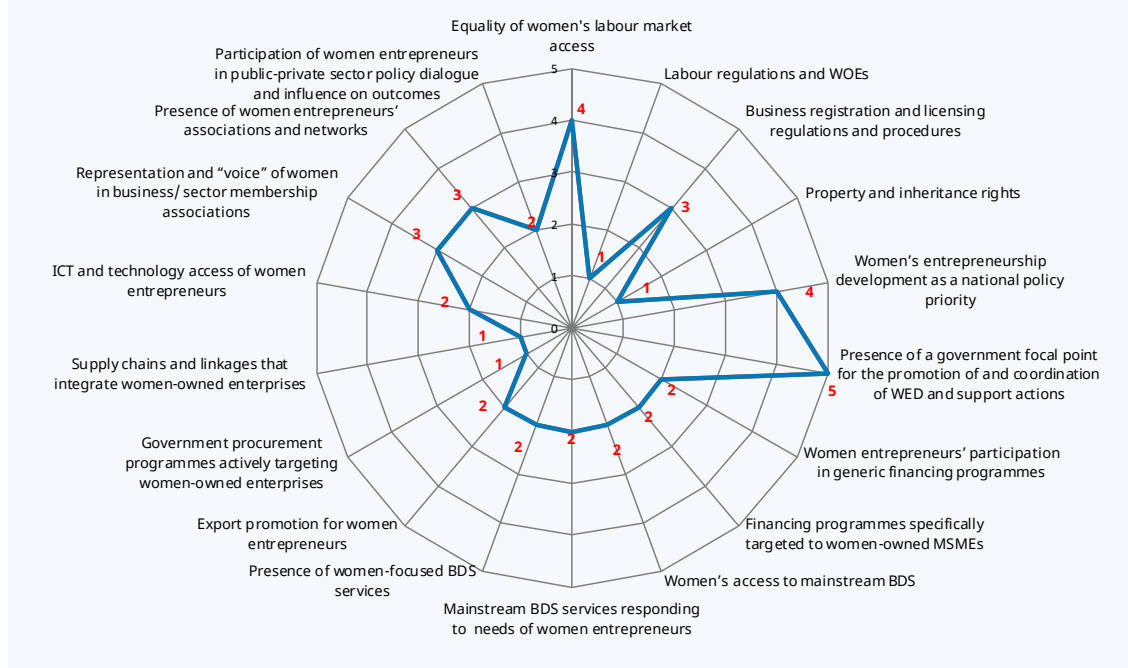 Equality of women's labour market
access
Labour regulations and WOEs
Business registration and licensing
regulations and procedures
Property and inheritance rights
Women’s entrepreneurship
development as a national policy
priority
Presence of a government focal point
for the promotion of and coordination
of WED and support actions
Women entrepreneurs’ participation
in generic financing programmes
Financing programmes specifically
targeted to women-owned MSMEs
Women’s access to mainstream BDS
Mainstream BDS services responding
to needs of women entrepreneurs
Presence of women-focused BDS
services
Export promotion for women
entrepreneurs
Government procurement
programmes actively targeting
women-owned enterprises
Supply chains and linkages that
integrate women-owned enterprises
ICT and technology access of women
entrepreneurs
Representation and “voice” of women
in business/ sector membership
associations
Presence of women entrepreneurs’
associations and networks
Participation of women entrepreneurs
in public-private sector policy dialogue
and influence on outcomes
5
4
3
2
1
0
4
1
3
1
4
5
2
2
2
2
2
2
1
1
2
3
3
2